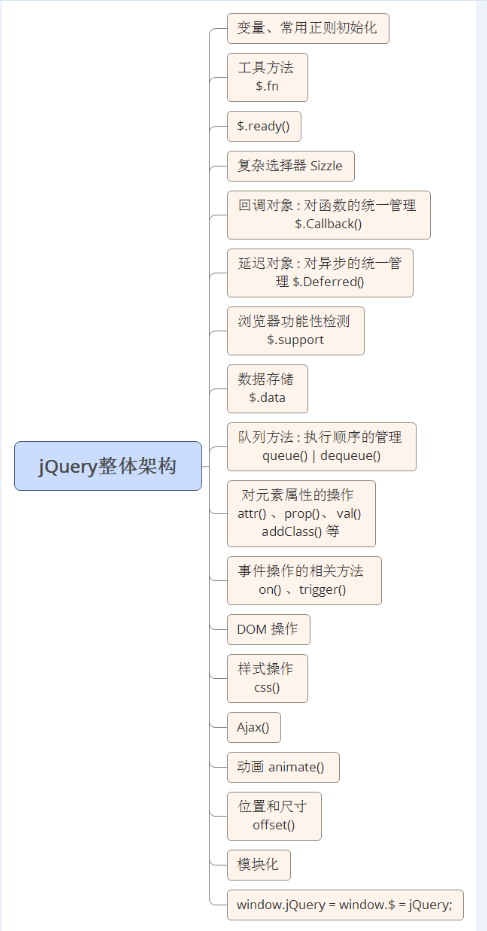 变量、常用正则初始化
工具方法
$.fn
$.ready()
复杂选择器 Sizzle
回调对象 : 对函数的统一管理
$.Callback()
延迟对象 : 对异步的统一管
理 $.Deferred()
浏览器功能性检测
$.support
数据存储
$.data
jQuery整体架构
队列方法 : 执行顺序的管理
queue() | dequeue()
对元素属性的操作
attr() 、prop()、 val()
addClass() 等
事件操作的相关方法
on() 、trigger()
DOM 操作
样式操作
css()
Ajax()
动画 animate()
位置和尺寸
offset()
模块化
window.jQuery = window.$ = jQuery;